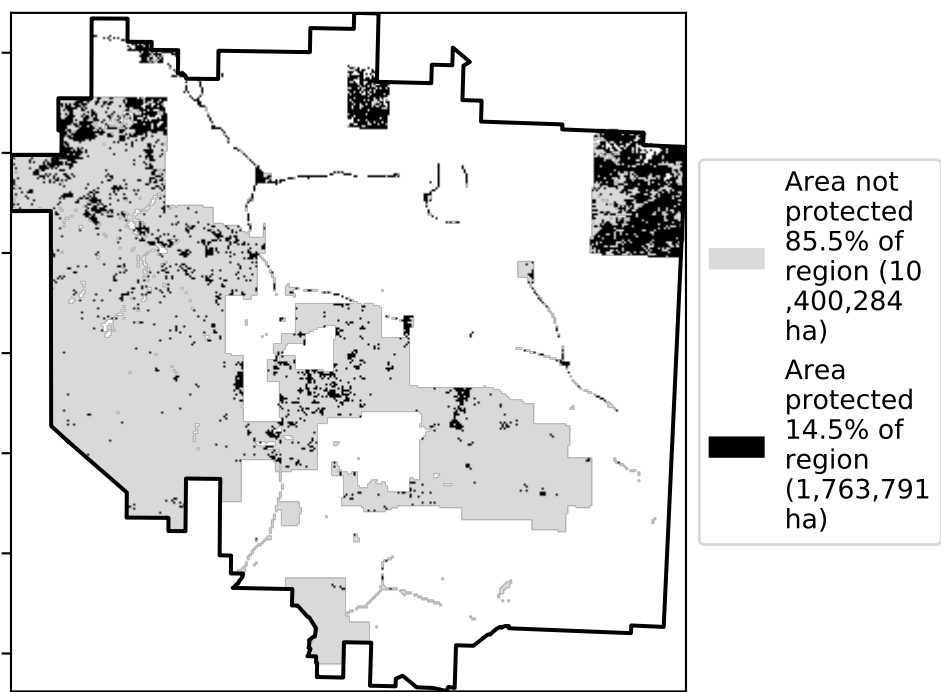 Area not
protected
85.5% of
region (10
,400,284
ha)
Area
protected
14.5% of
region
(1,763,791
ha)